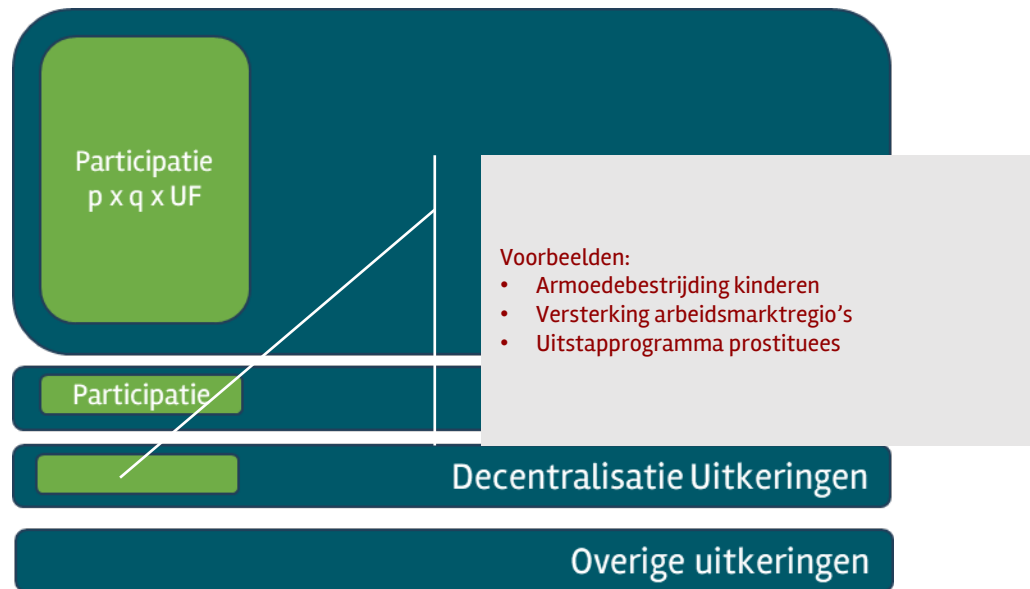 Participatie
p x q x UF
Voorbeelden:
• Armoedebestrijding kinderen
• Versterking arbeidsmarktregio's
• Uitstapprogramma prostituees
Participatie
Decentralisatie Uitkeringen
Overige uitkeringen